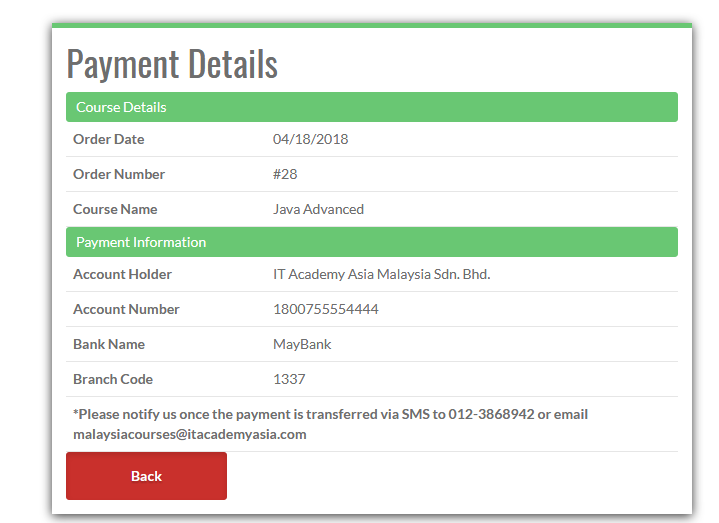 Payment Details
Course Details
Order Date 04/18/2018
Order Number #28
Course Name Java Advanced
Payment Information
Account Holder IT Academy Asia Malaysia Sdn. Bhd.
Account Number 1800755554444
Bank Name MayBank
Branch Code 1337
*Please notify us once the payment is transferred via SMS to 012-3868942 or email
malaysiacourses@itacademyasia.com
Back